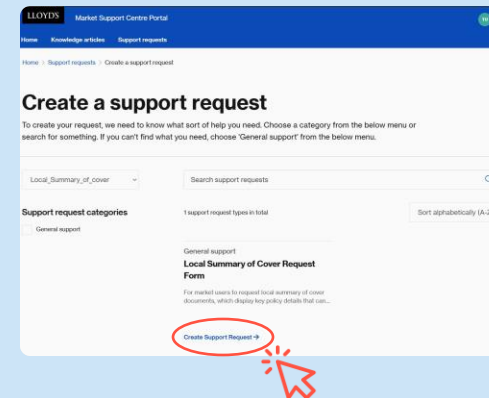 LLOYDS
Market Support Centre Portal
Home Knowledge articles Support requests
Home > Support requests > Create a support request
Create a support request
To create your request, we need to know what sort of help you need. Choose a category from the below menu or
search for something. If you can't find what you need, choose 'General support' from the below menu.
Local_Summary_of_cover
Search support requests
Support request categories
General support
1 support request types in total
Sort alphabetically (A-Z
General support
Local Summary of Cover Request
Form
For market users to request local summary of cover
documents, which display key policy details that can...
Create Support Request →